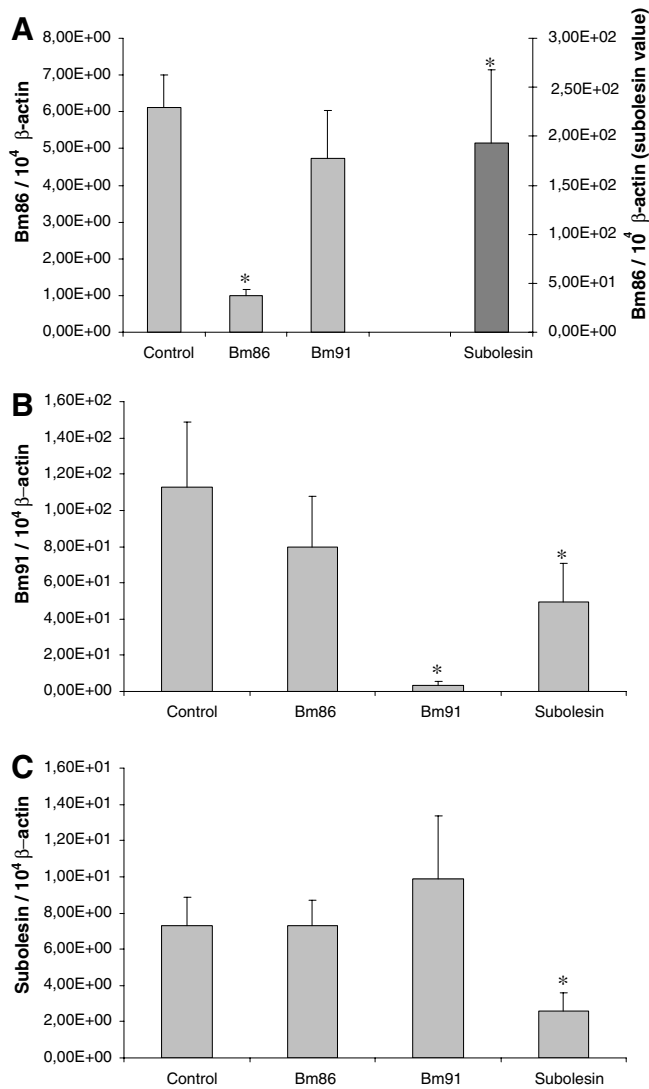 A
Bm86 / 10⁴ β-actin
8,00E+00
7,00E+00
6,00E+00
5,00E+00
4,00E+00
3,00E+00
2,00E+00
1,00E+00
0,00E+00
*
*
3,00E+02
2,50E+02
2,00E+02
1,00E+02
1,00E+02
5,00E+01
0,00E+00
Bm86 / 10⁴ β-actin (subolesin value)
Control Bm86 Bm91 Subolesin
B
Bm91 / 10⁴ β–actin
1,60E+02
1,40E+02
1,20E+02
1,00E+02
8,00E+01
6,00E+01
4,00E+01
2,00E+01
0,00E+00
*
*
Control Bm86 Bm91 Subolesin
C
Subolesin / 10⁴ β–actin
1,60E+01
1,40E+01
1,20E+01
1,00E+01
8,00E+00
6,00E+00
4,00E+00
2,00E+00
0,00E+00
*
Control Bm86 Bm91 Subolesin